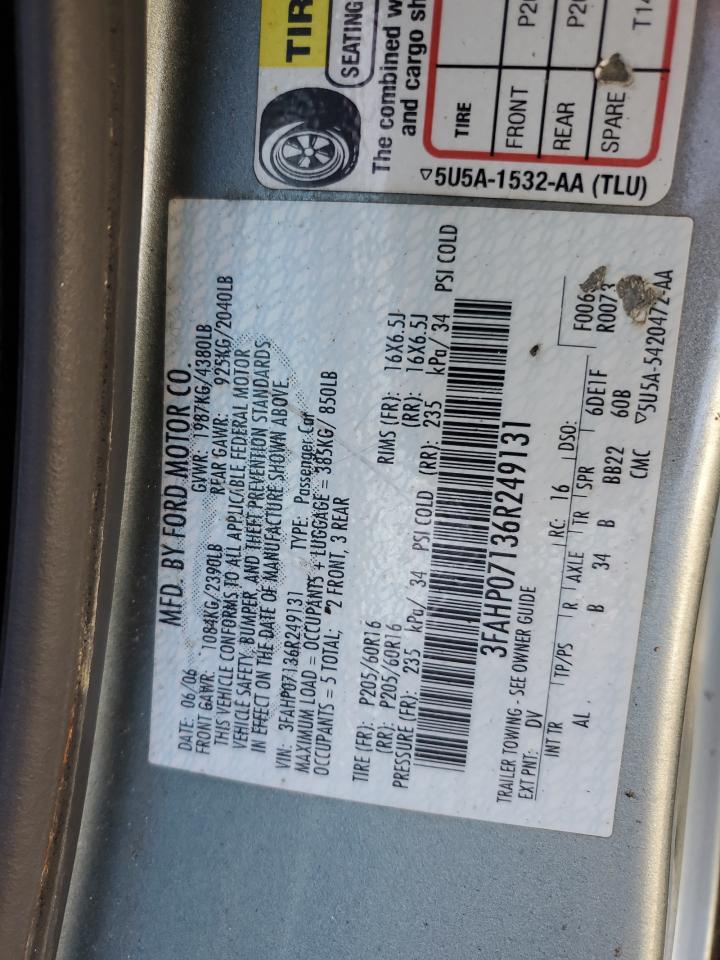 TIR
SEATING
The combined w
and cargo sh
TIRE
FRONT P20
REAR P20
SPARE T14
▽5U5A-1532-AA (TLU)
MFD. BY FORD MOTOR CO.
DATE: 06/06 GVWR: 1987KG/4380LB
FRONT GAWR: 1084KG/2390LB REAR GAWR: 925KG/2040LB
THIS VEHICLE CONFORMS TO ALL APPLICABLE FEDERAL MOTOR
VEHICLE SAFETY, BUMPER, AND THEFT PREVENTION STANDARDS
IN EFFECT ON THE DATE OF MANUFACTURE SHOWN ABOVE.
VIN: 3FAHP07136R249131 TYPE: Passenger Car
MAXIMUM LOAD = OCCUPANTS + LUGGAGE = 385KG/ 850LB
OCCUPANTS = 5 TOTAL; 2 FRONT, 3 REAR
TIRE (FR): P205/60R16 RIMS (FR): 16X6.5J
(RR): P205/60R16 (RR): 16X6.5J
PRESSURE (FR): 235 kPa/ 34 PSI COLD (RR): 235 kPa/ 34 PSI COLD
3FAHP07136R249131
TRAILER TOWING - SEE OWNER GUIDE
EXT PNT: DV RC: 16 DSO: F006
R0073
INT TR TP/PS R AXLE TR SPR 6DE1F
AL B 34 B BB22 60B
CMC ▽5U5A-5420472-AA